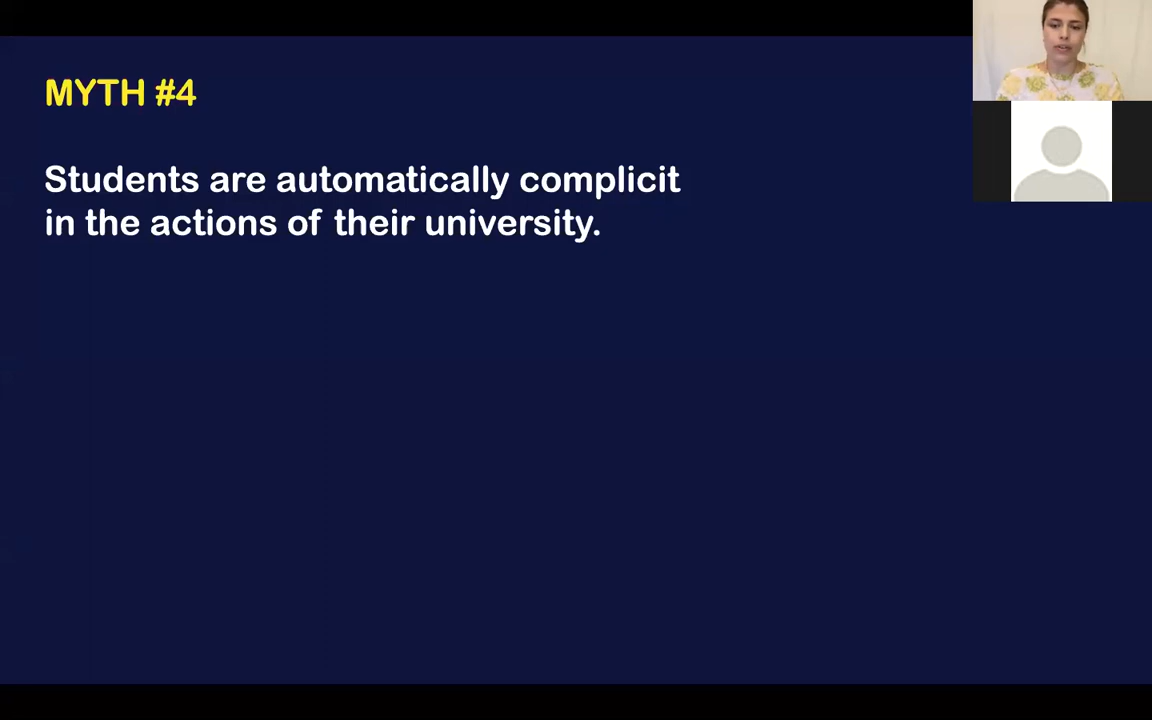 MYTH #4
Students are automatically complicit
in the actions of their university.